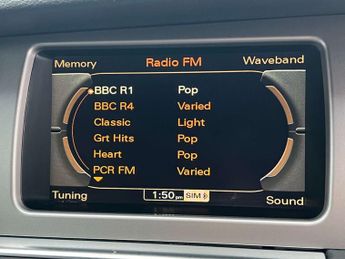 Memory Radio FM Waveband
BBC R1 Pop
BBC R4 Varied
Classic Light
Grt Hits Pop
Heart Pop
PCR FM Varied
Tuning 1:50pm SIM Sound